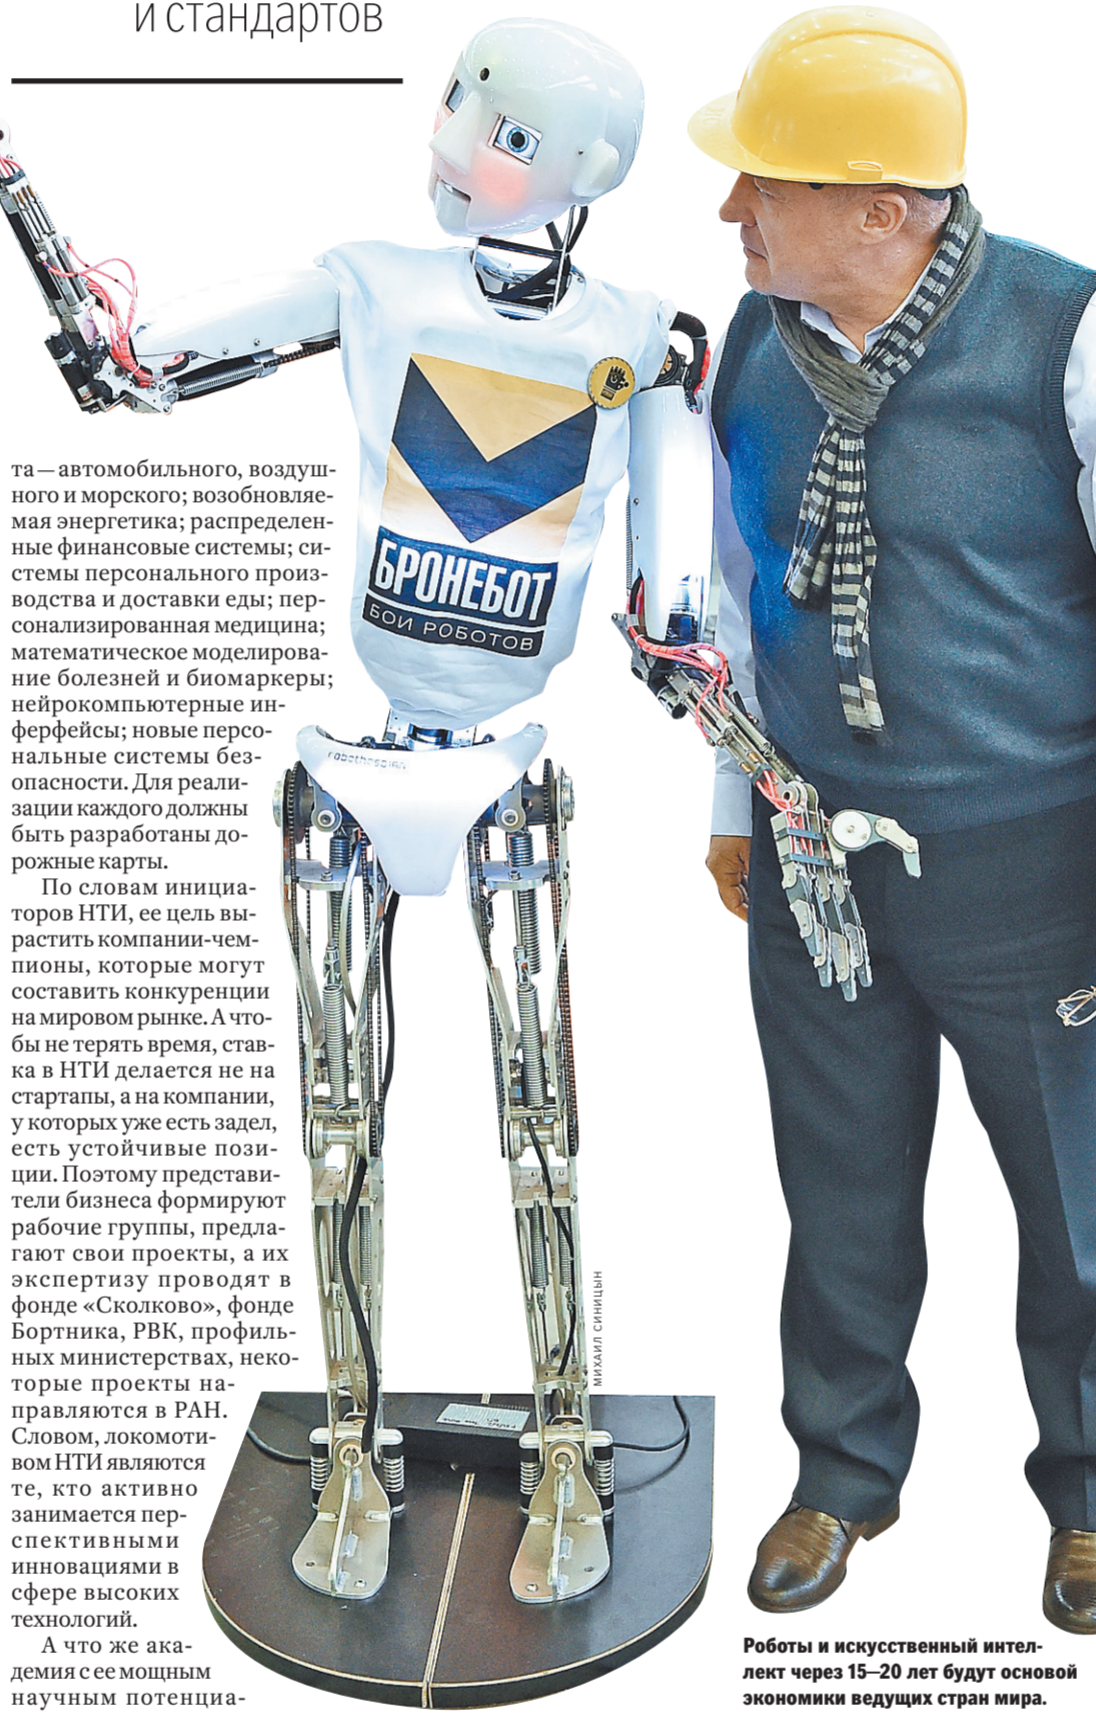 и стандартов
та — автомобильного, воздуш-
ного и морского; возобновляе-
мая энергетика; распределен-
ные финансовые системы; си-
стемы персонального произ-
водства и доставки еды; пер-
сонализированная медицина;
математическое моделирова-
ние болезней и биомаркеры;
нейрокомпьютерные ин-
ферфейсы; новые персо-
нальные системы без-
опасности. Для реали-
зации каждого должны
быть разработаны до-
рожные карты.
По словам инициа-
торов НТИ, ее цель вы-
растить компании-чем-
пионы, которые могут
составить конкуренции
на мировом рынке. А что-
бы не терять время, став-
ка в НТИ делается не на
стартапы, а на компании,
у которых уже есть задел,
есть устойчивые пози-
ции. Поэтому представи-
тели бизнеса формируют
рабочие группы, предла-
гают свои проекты, а их
экспертизу проводят в
фонде «Сколково», фонде
Бортника, РВК, профиль-
ных министерствах, неко-
торые проекты на-
правляются в РАН.
Словом, локомоти-
вом НТИ являются
те, кто активно
занимается пер-
спективными
инновациями в
сфере высоких
технологий.
А что же ака-
демия с ее мощным
научным потенциа-
БРОНЕБОТ
БОИ РОБОТОВ
robothespian
МИХАИЛ СИНИЦЫН
Роботы и искусственный интел-
лект через 15—20 лет будут основой
экономики ведущих стран мира.